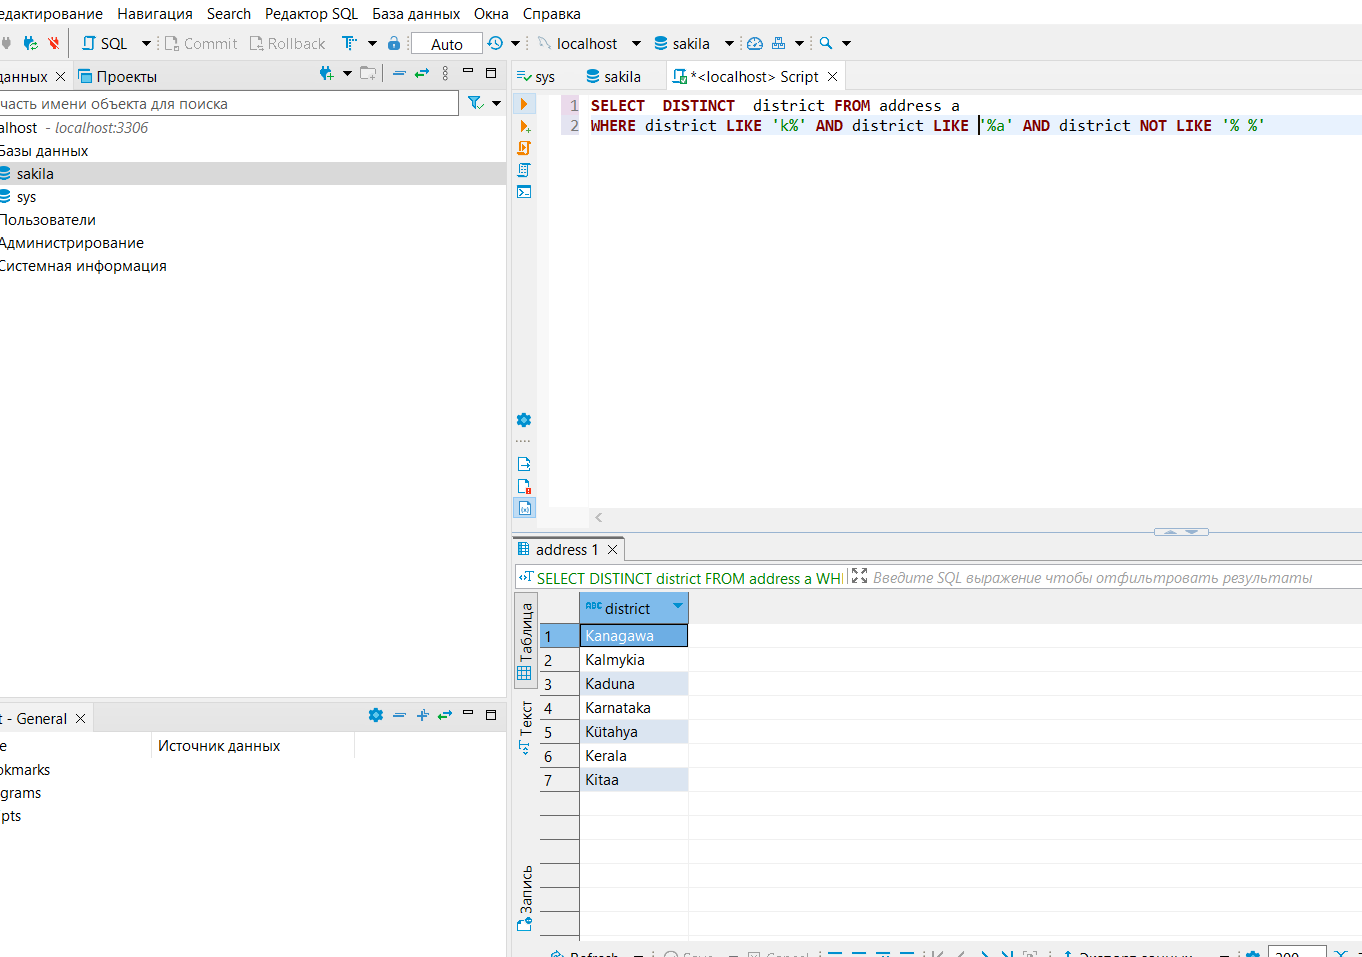 едактирование Навигация Search Редактор SQL База данных Окна Справка
SQL Commit Rollback Auto localhost sakila
данных Проекты
sys sakila *<localhost> Script
часть имени объекта для поиска
alhost - localhost:3306
Базы данных
sakila
sys
Пользователи
Администрирование
Системная информация
1 SELECT DISTINCT district FROM address a
2 WHERE district LIKE 'k%' AND district LIKE '%a' AND district NOT LIKE '% %'
address 1
SELECT DISTINCT district FROM address a WHI Введите SQL выражение чтобы отфильтровать результаты
Таблица
Текст
Запись
ABC district
1 Kanagawa
2 Kalmykia
3 Kaduna
4 Karnataka
5 Kütahya
6 Kerala
7 Kitaa
t - General
e Источник данных
okmarks
grams
pts
Refresh Save Cancel Экспорт данных 200